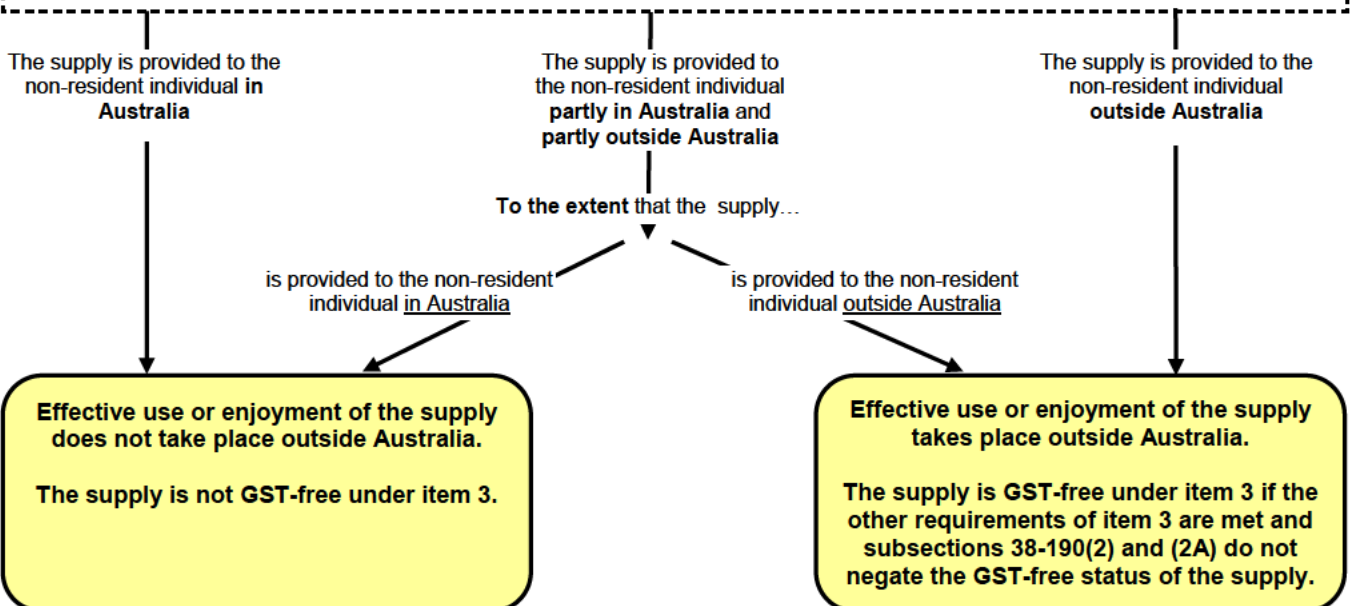 The supply is provided to the
non-resident individual in
Australia
The supply is provided to
the non-resident individual
partly in Australia and
partly outside Australia
The supply is provided to the
non-resident individual
outside Australia
To the extent that the supply…
is provided to the non-resident
individual in Australia
is provided to the non-resident
individual outside Australia
Effective use or enjoyment of the supply
does not take place outside Australia.
The supply is not GST-free under item 3.
Effective use or enjoyment of the supply
takes place outside Australia.
The supply is GST-free under item 3 if the
other requirements of item 3 are met and
subsections 38-190(2) and (2A) do not
negate the GST-free status of the supply.